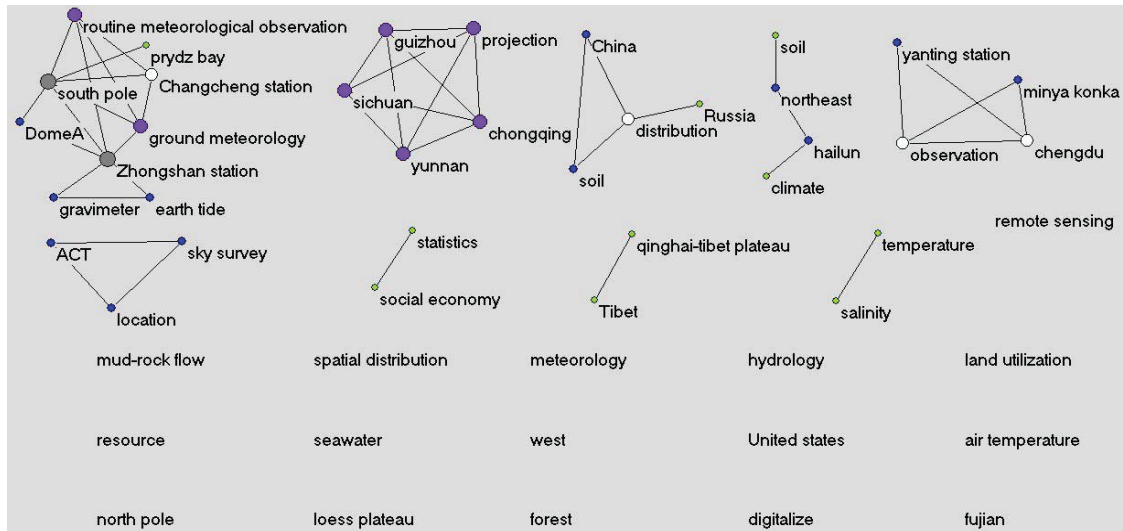 routine meteorological observation
prydz bay
Changcheng station
south pole
DomeA
ground meteorology
Zhongshan station
gravimeter
earth tide
guizhou
projection
sichuan
chongqing
yunnan
China
Russia
distribution
soil
soil
northeast
hailun
climate
yanting station
minya konka
observation
chengdu
remote sensing
ACT
sky survey
location
statistics
social economy
qinghai-tibet plateau
Tibet
temperature
salinity
mud-rock flow
spatial distribution
meteorology
hydrology
land utilization
resource
seawater
west
United states
air temperature
north pole
loess plateau
forest
digitalize
fujian